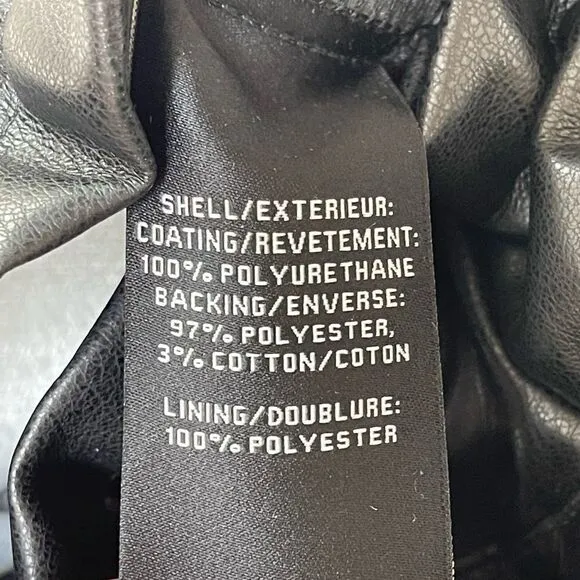 SHELL/EXTERIEUR:
COATING/REVETEMENT:
100% POLYURETHANE
BACKING/ENVERSE:
97% POLYESTER,
3% COTTON/COTON
LINING/DOUBLURE:
100% POLYESTER